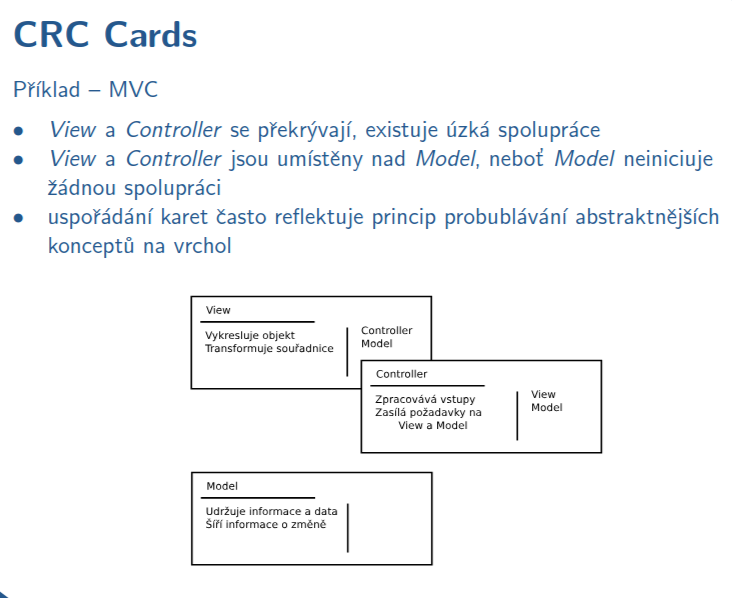 CRC Cards
Příklad – MVC
• View a Controller se překrývají, existuje úzká spolupráce
• View a Controller jsou umístěny nad Model, neboť Model neiniciuje
žádnou spolupráci
• uspořádání karet často reflektuje princip probublávání abstraktnějších
konceptů na vrchol
View
Vykresluje objekt
Transformuje souřadnice
Controller
Model
Controller
Zpracovává vstupy
Zasílá požadavky na
View a Model
View
Model
Model
Udržuje informace a data
Šíří informace o změně